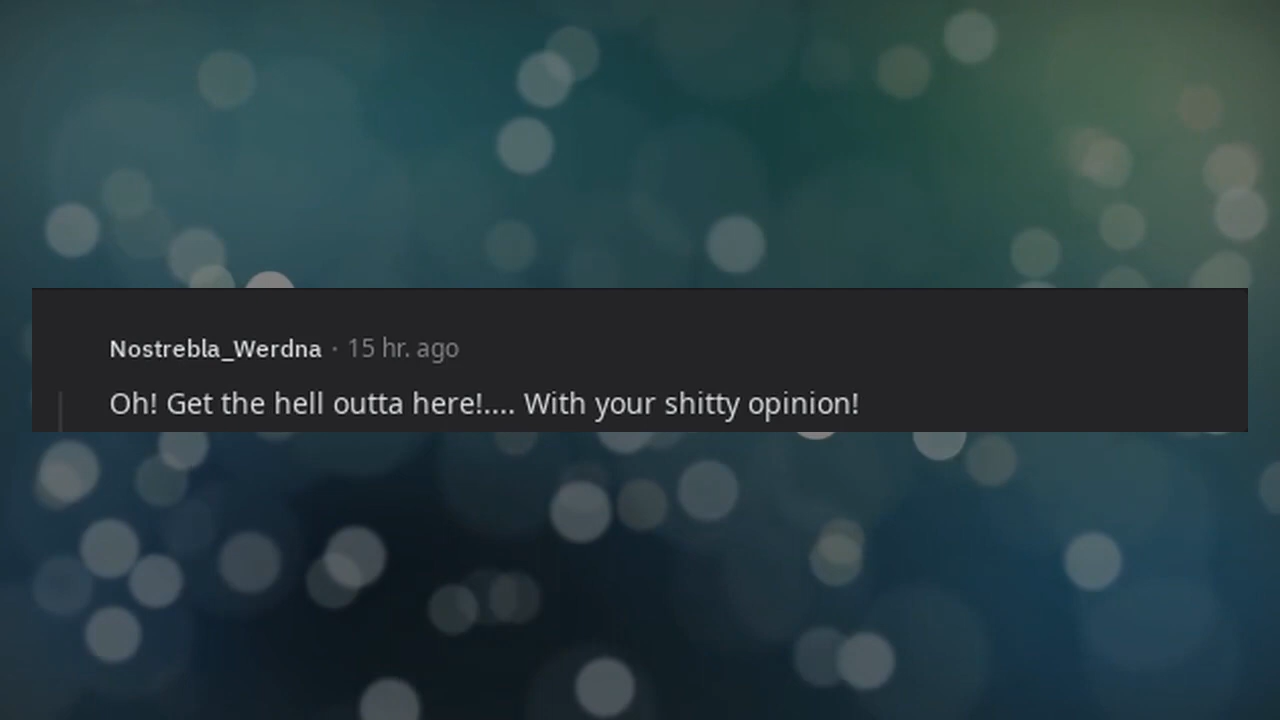 Nostrebla_Werdna · 15 hr. ago
Oh! Get the hell outta here!.... With your shitty opinion!